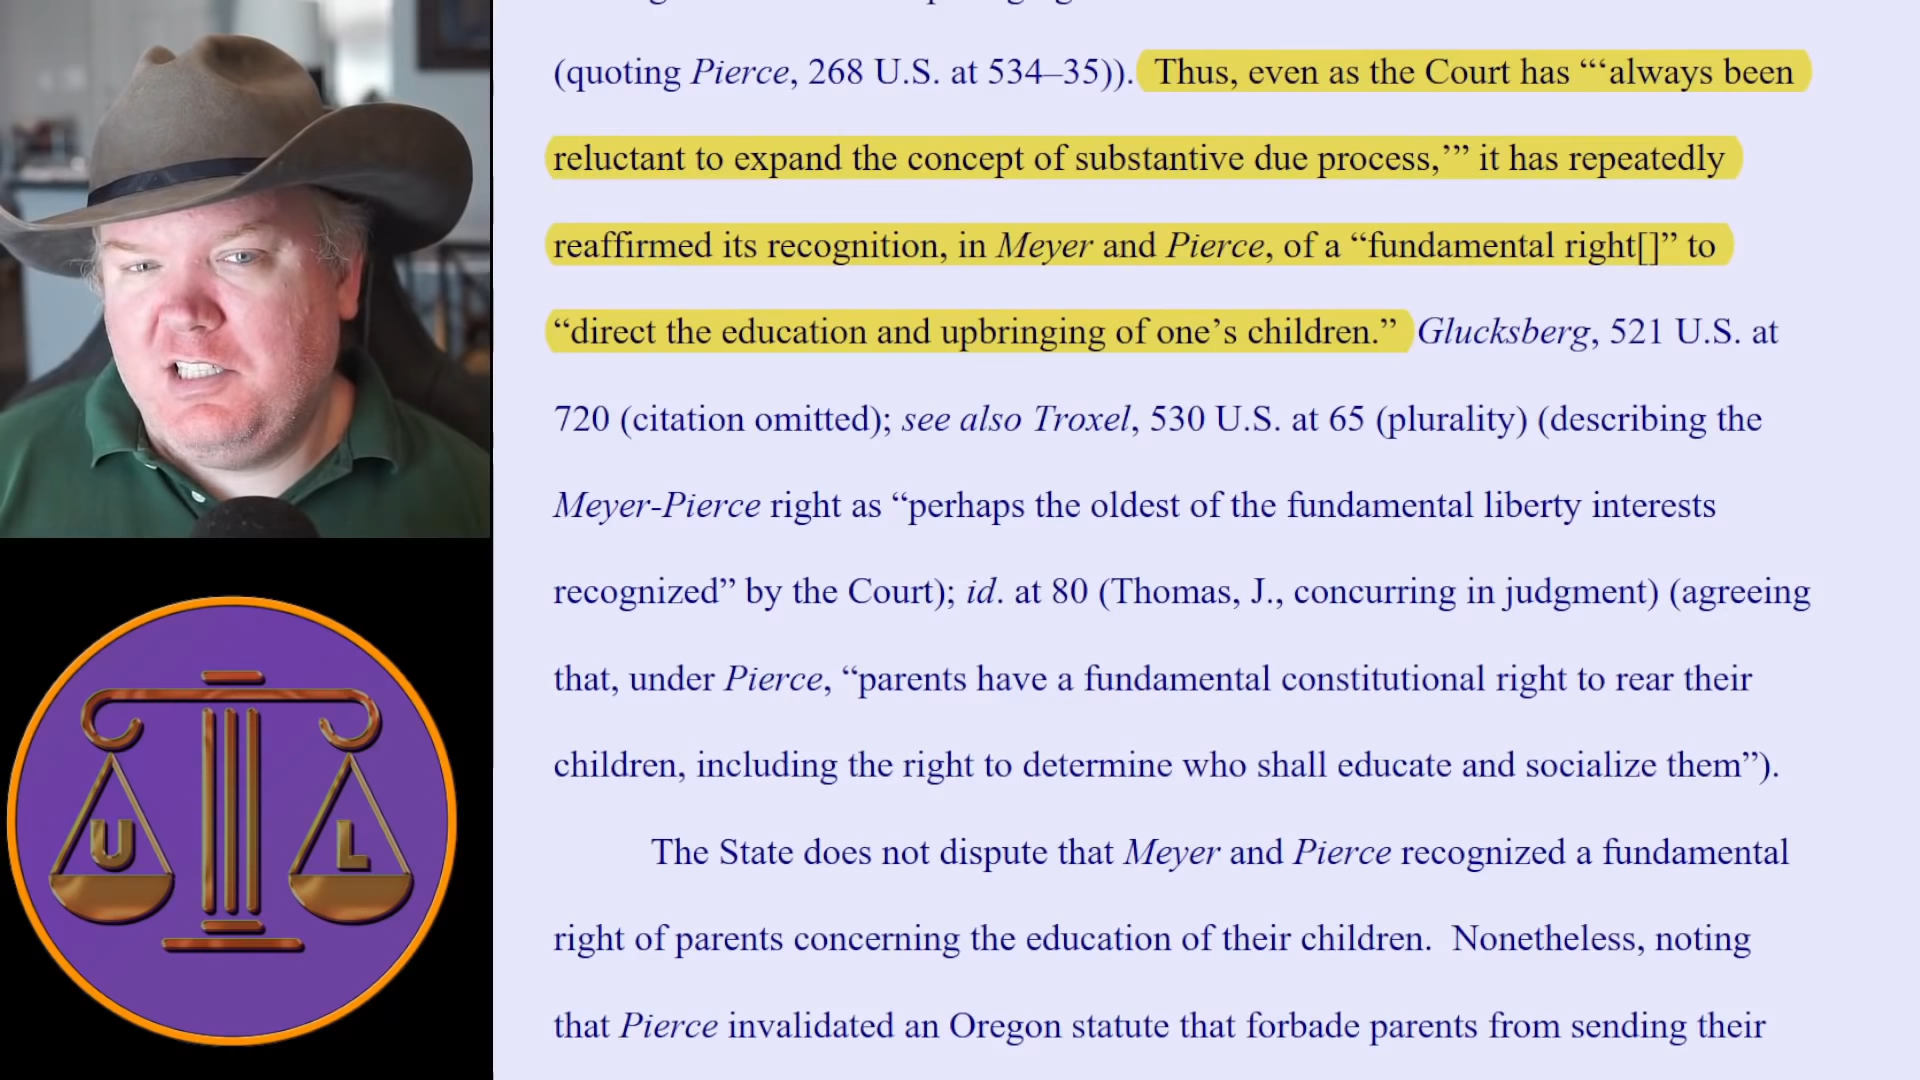 (quoting Pierce, 268 U.S. at 534–35)). Thus, even as the Court has “‘always been
reluctant to expand the concept of substantive due process,’” it has repeatedly
reaffirmed its recognition, in Meyer and Pierce, of a “fundamental right[]” to
“direct the education and upbringing of one’s children.” Glucksberg, 521 U.S. at
720 (citation omitted); see also Troxel, 530 U.S. at 65 (plurality) (describing the
Meyer-Pierce right as “perhaps the oldest of the fundamental liberty interests
recognized” by the Court); id. at 80 (Thomas, J., concurring in judgment) (agreeing
that, under Pierce, “parents have a fundamental constitutional right to rear their
children, including the right to determine who shall educate and socialize them”).
The State does not dispute that Meyer and Pierce recognized a fundamental
right of parents concerning the education of their children. Nonetheless, noting
that Pierce invalidated an Oregon statute that forbade parents from sending their
U L